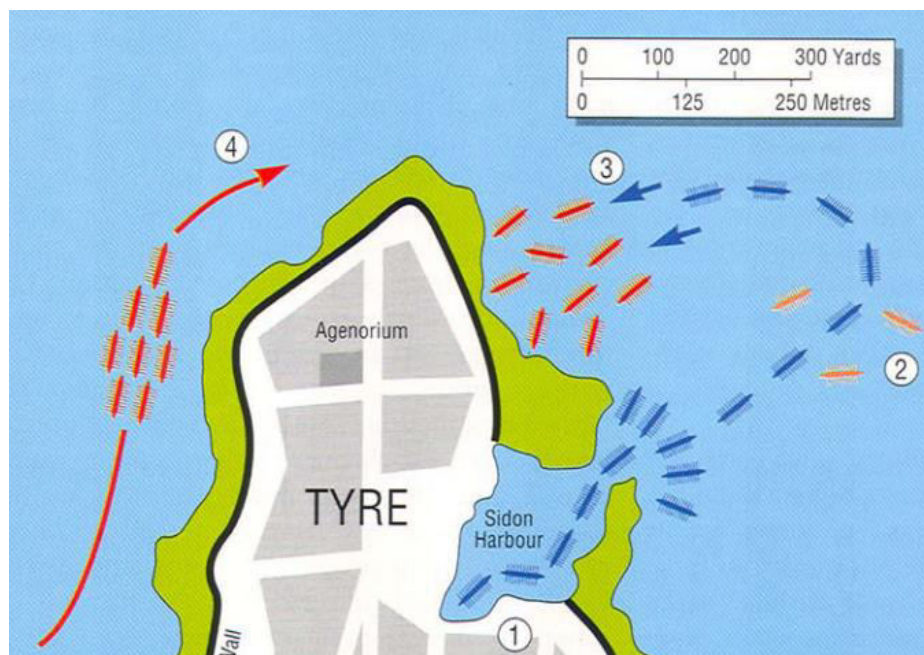 0 100 200 300 Yards
0 125 250 Metres
4
3
Agenorium
2
TYRE
Sidon
Harbour
1
Wall